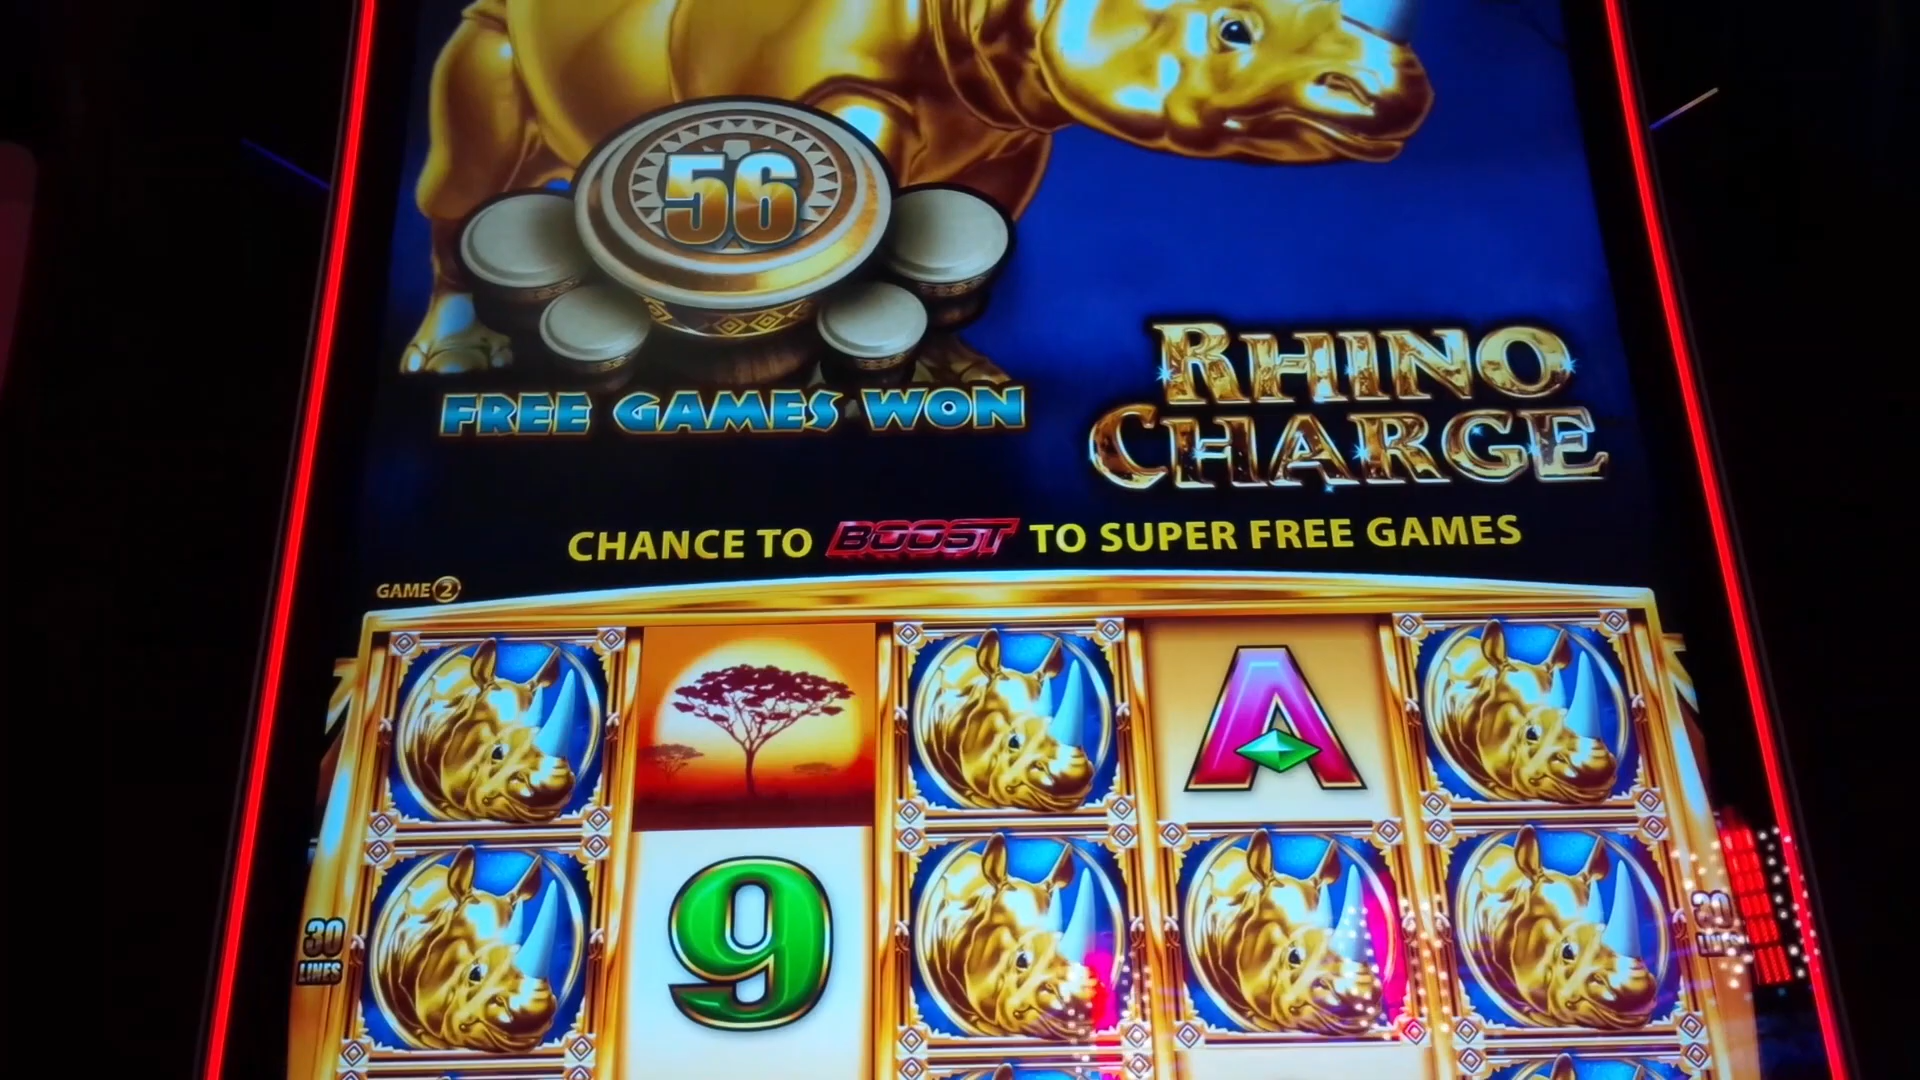 56
FREE GAMES WON
RHINO
CHARGE
CHANCE TO BOOST TO SUPER FREE GAMES
GAME 2
A
9
30
LINES
30
LINES